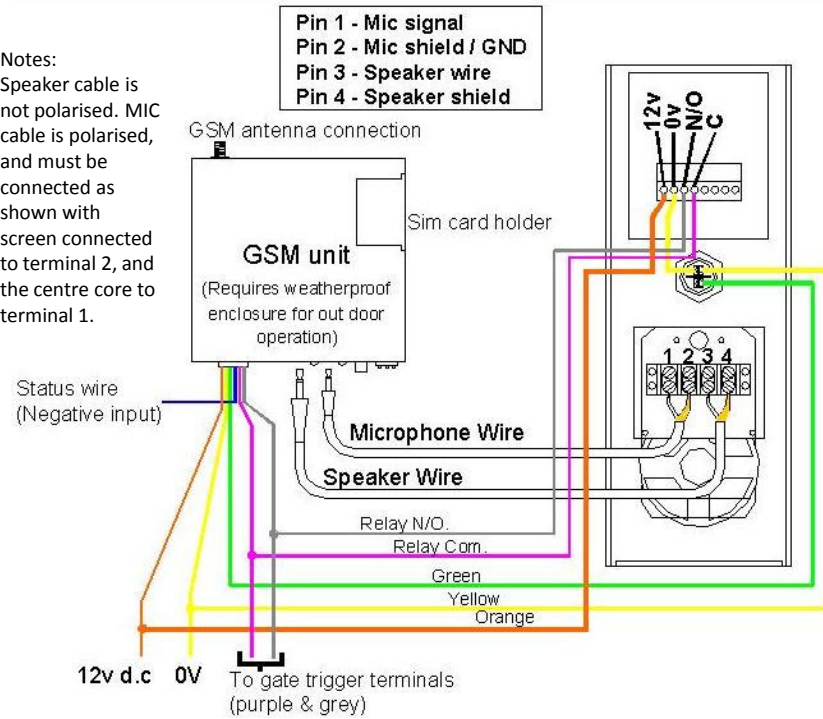 Pin 1 - Mic signal
Pin 2 - Mic shield / GND
Pin 3 - Speaker wire
Pin 4 - Speaker shield
Notes:
Speaker cable is
not polarised. MIC
cable is polarised,
and must be
connected as
shown with
screen connected
to terminal 2, and
the centre core to
terminal 1.
GSM antenna connection
Sim card holder
GSM unit
(Requires weatherproof
enclosure for out door
operation)
12v
0v
N/O
C
1 2 3 4
Status wire
(Negative input)
Microphone Wire
Speaker Wire
Relay N/O.
Relay Com.
Green
Yellow
Orange
12v d.c 0V
To gate trigger terminals
(purple & grey)